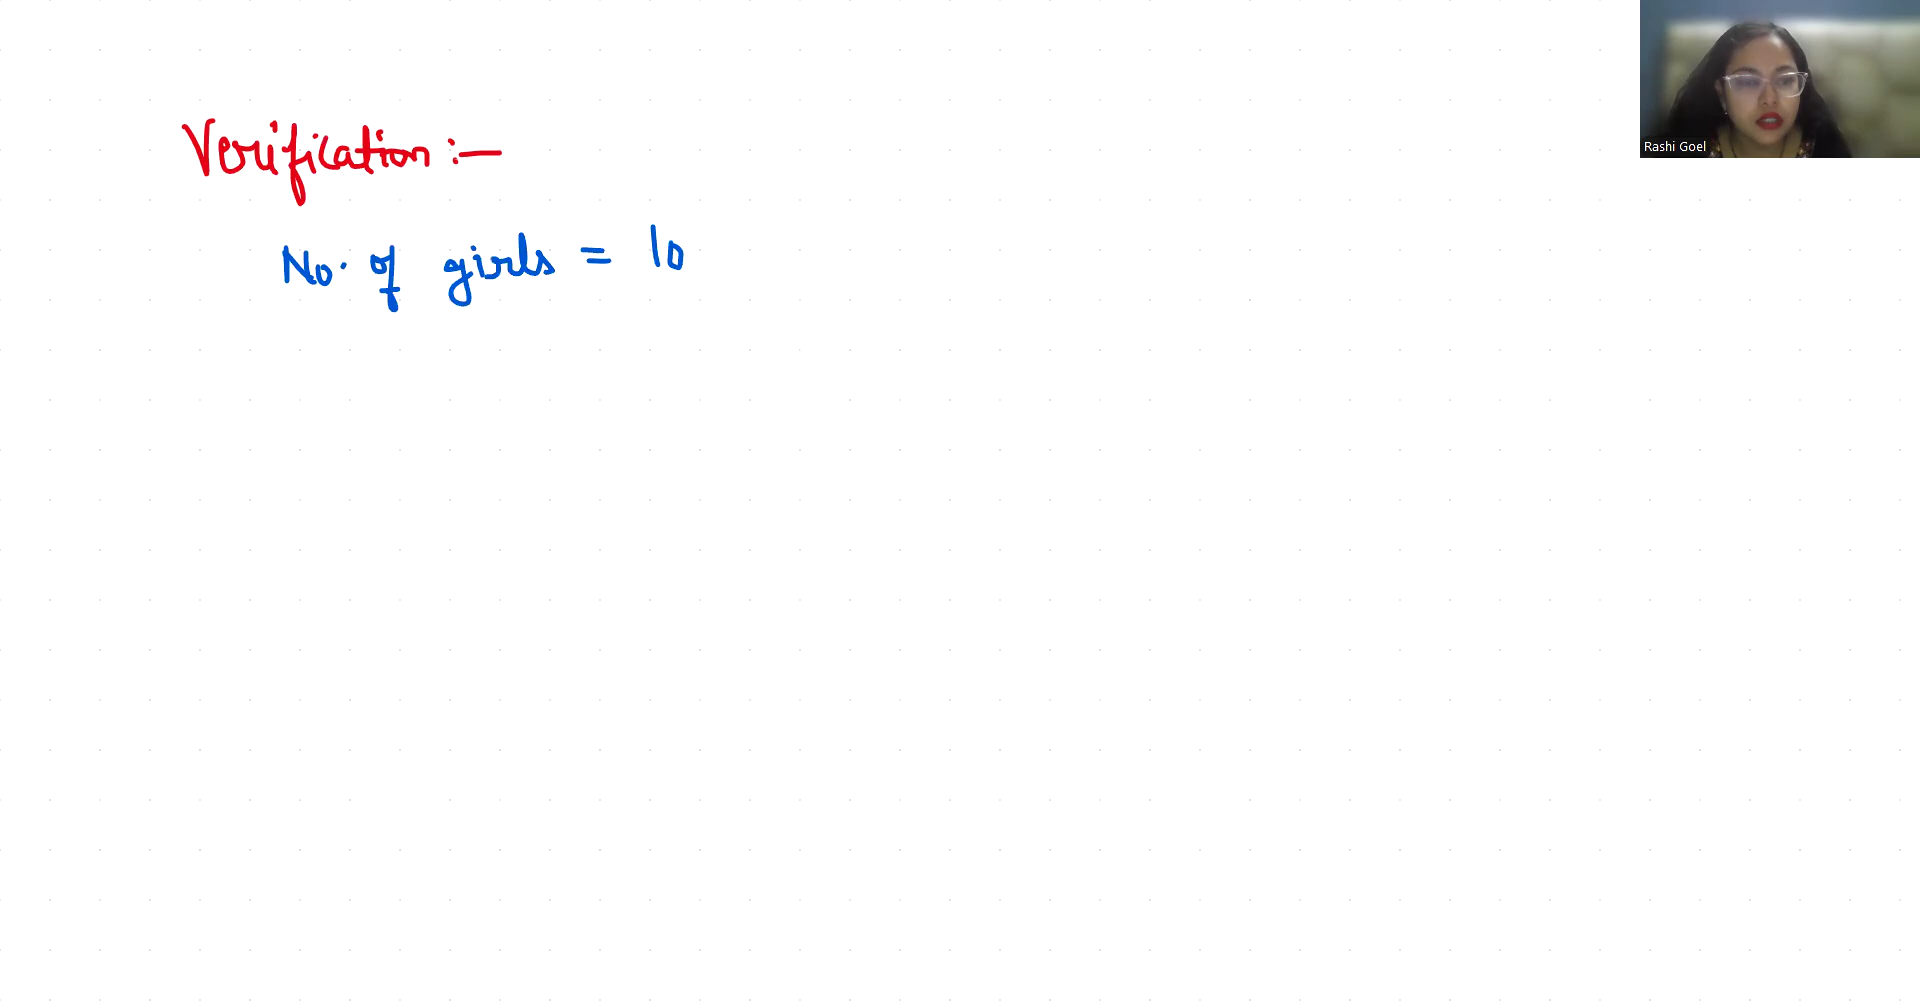 Verification :-
No. of girls = 10
Rashi Goel